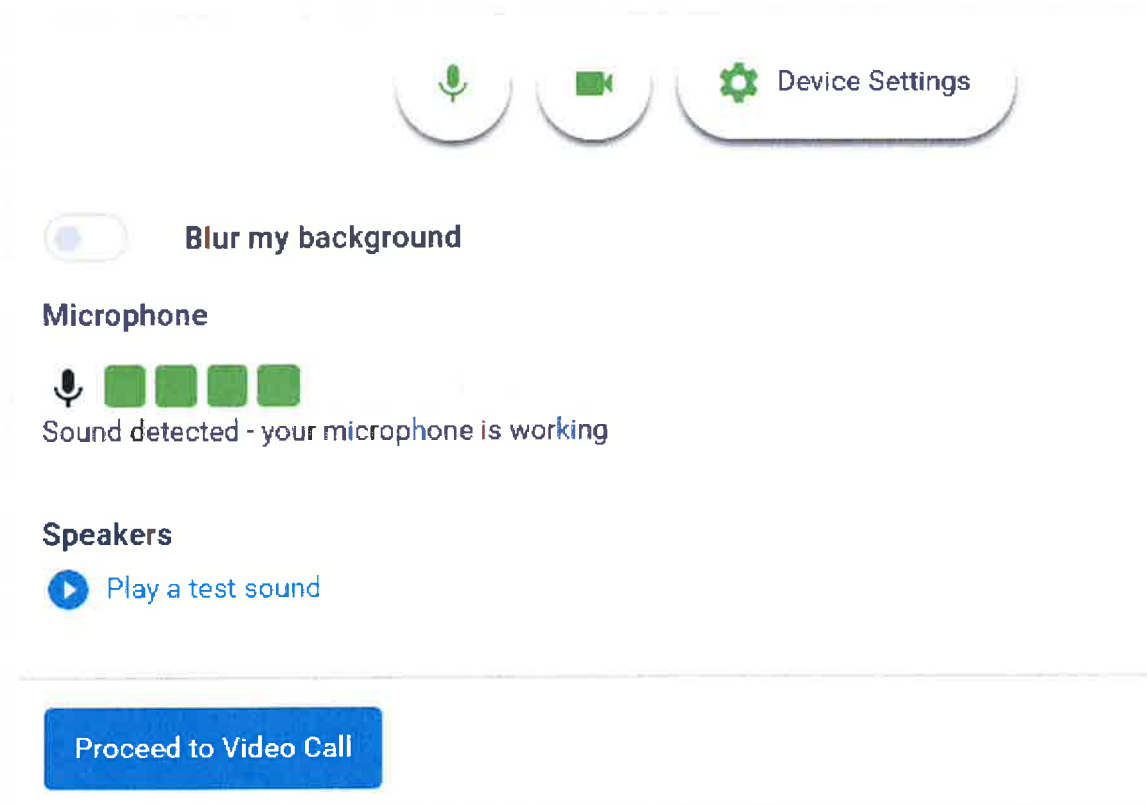 Device Settings
Blur my background
Microphone
Sound detected - your microphone is working
Speakers
Play a test sound
Proceed to Video Call